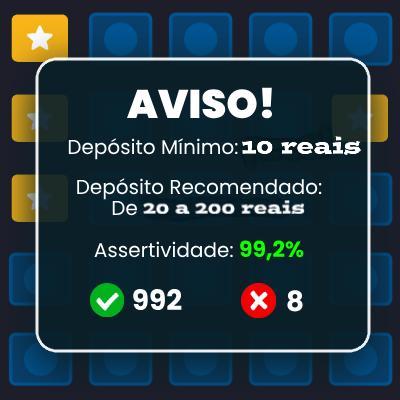 AVISO!
Depósito Mínimo: 10 reais
Depósito Recomendado:
De 20 a 200 reais
Assertividade: 99,2%
992 8